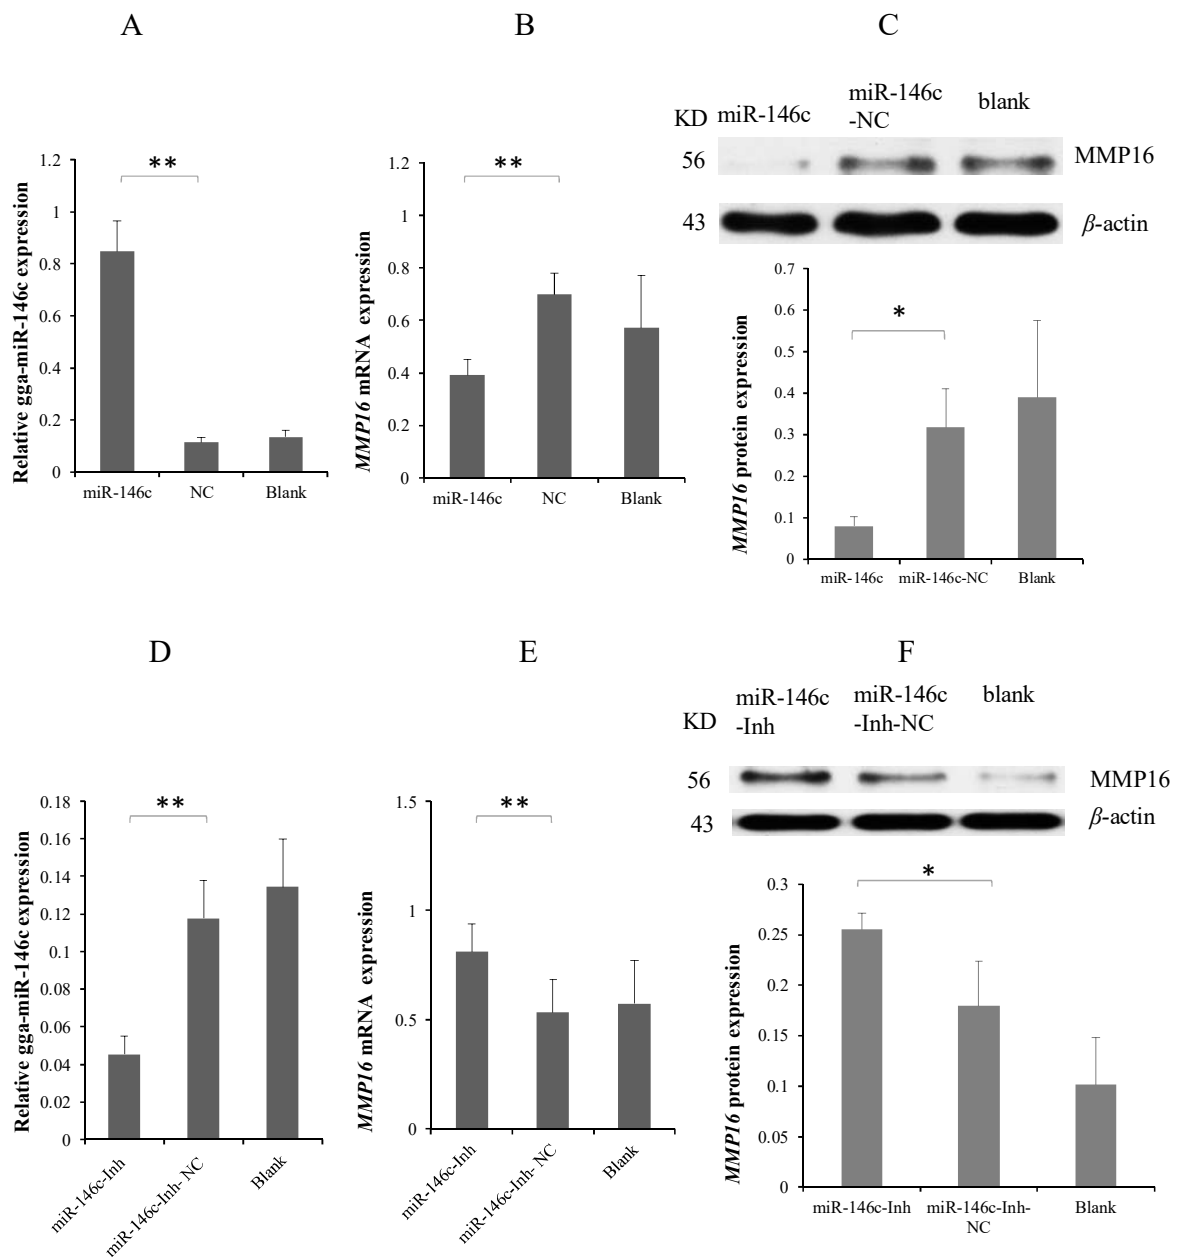 A
B
C
KD
miR-146c
miR-146c
-NC
blank
56
MMP16
43
β-actin
Relative gga-miR-146c expression
1.2
1
0.8
0.6
0.4
0.2
0
**
miR-146c
NC
Blank
MMP16 mRNA expression
1.2
1
0.8
0.6
0.4
0.2
0
**
miR-146c
NC
Blank
MMP16 protein expression
0.7
0.6
0.5
0.4
0.3
0.2
0.1
0
*
miR-146c
miR-146c-NC
Blank
D
E
F
KD
miR-146c
-Inh
miR-146c
-Inh-NC
blank
56
MMP16
43
β-actin
Relative gga-miR-146c expression
0.18
0.16
0.14
0.12
0.1
0.08
0.06
0.04
0.02
0
**
miR-146c-Inh
miR-146c-Inh- NC
Blank
MMP16 mRNA expression
1.5
1
0.5
0
**
miR-146c-Inh
miR-146c-Inh- NC
Blank
MMP16 protein expression
0.3
0.25
0.2
0.15
0.1
0.05
0
*
miR-146c-Inh
miR-146c-Inh-
NC
Blank